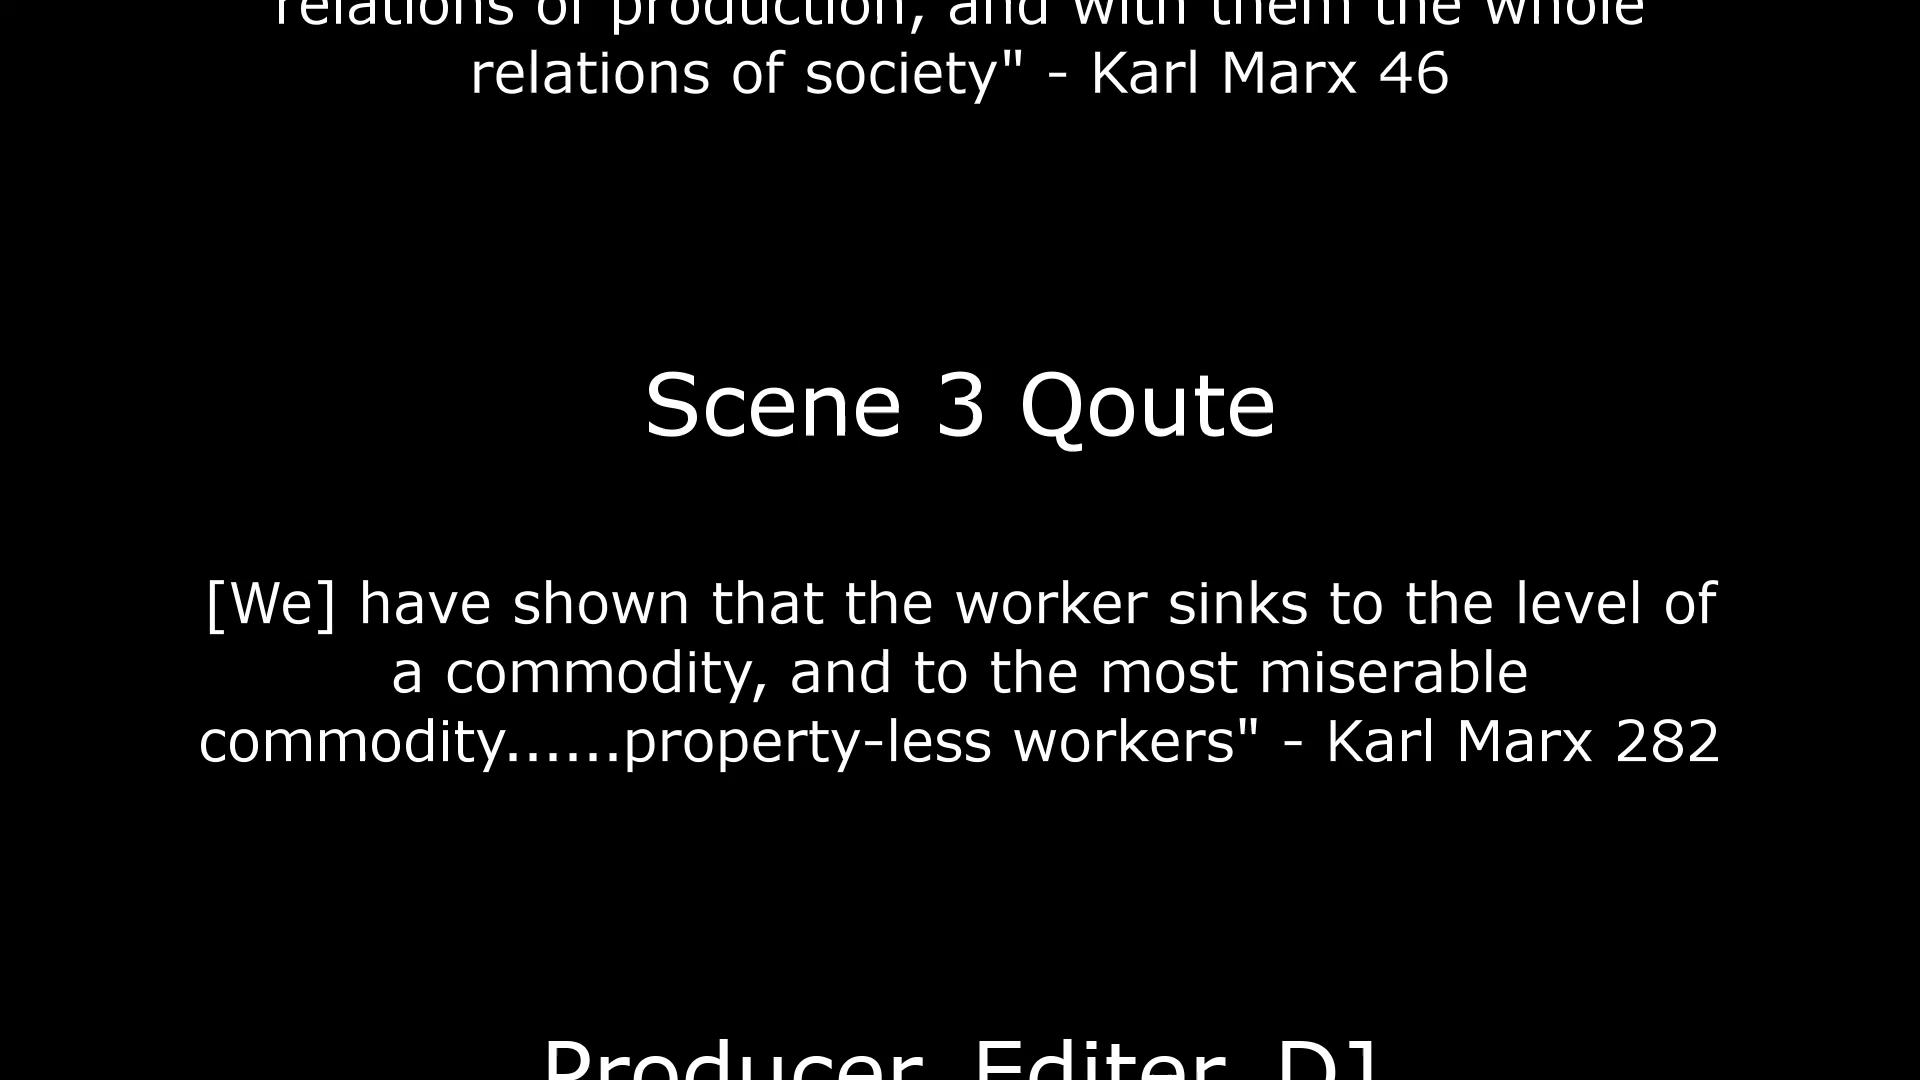 relations of production, and with them the whole
relations of society" - Karl Marx 46
Scene 3 Qoute
[We] have shown that the worker sinks to the level of
a commodity, and to the most miserable
commodity......property-less workers" - Karl Marx 282
Producer, Editer, DJ